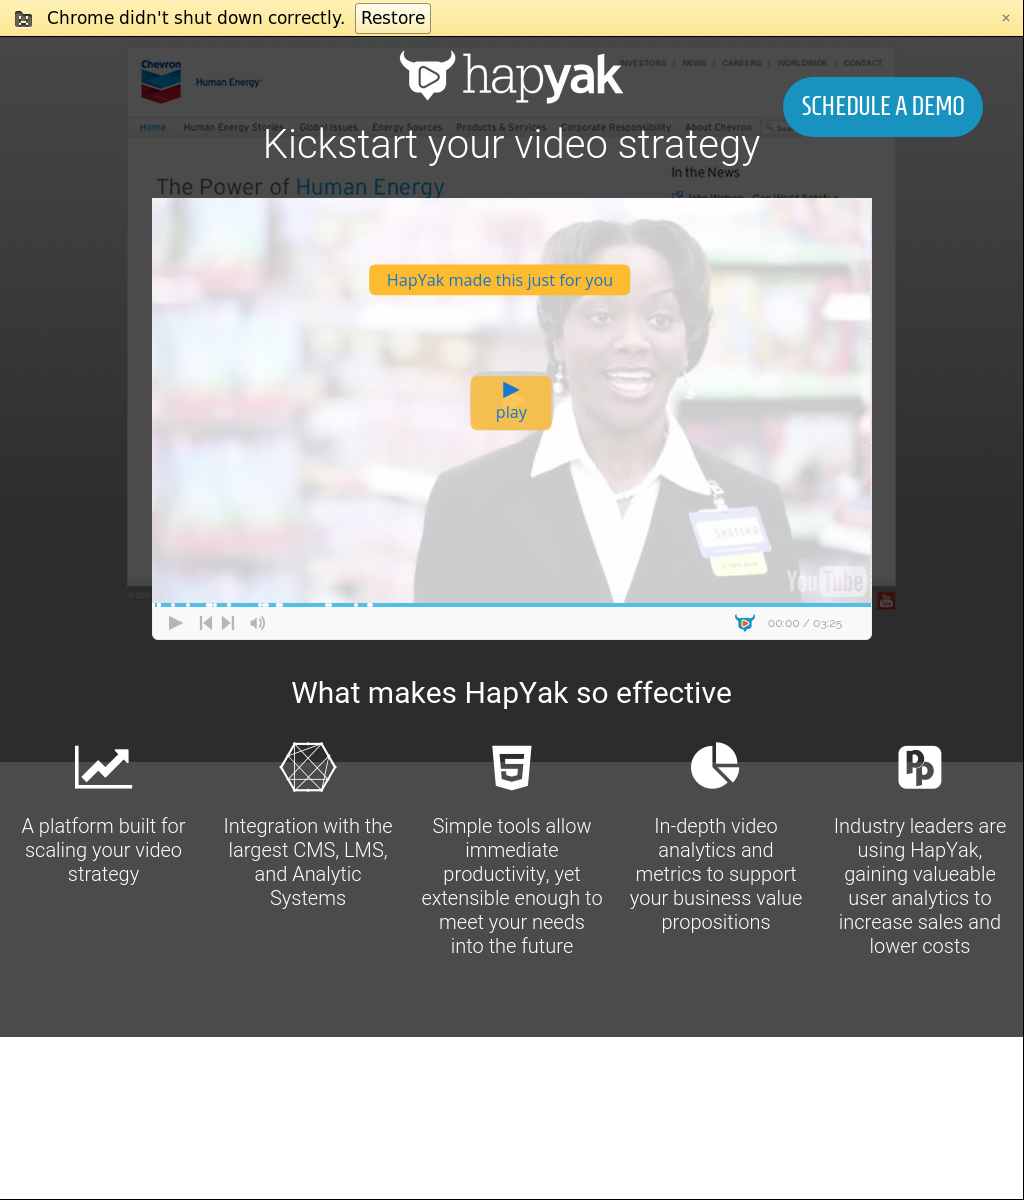 Chrome didn't shut down correctly. Restore
Chevron
Human Energy
INVESTORS | NEWS | CAREERS | WORLDWIDE | CONTACT
hapyak
SCHEDULE A DEMO
Home Human Energy Stories Global Issues Energy Sources Products & Services Corporate Responsibility About Chevron
Kickstart your video strategy
In the News
The Power of Human Energy
HapYak made this just for you
play
SHATERA
YouTube
00:00 / 03:25
What makes HapYak so effective
A platform built for
scaling your video
strategy
Integration with the
largest CMS, LMS,
and Analytic
Systems
Simple tools allow
immediate
productivity, yet
extensible enough to
meet your needs
into the future
In-depth video
analytics and
metrics to support
your business value
propositions
Industry leaders are
using HapYak,
gaining valueable
user analytics to
increase sales and
lower costs